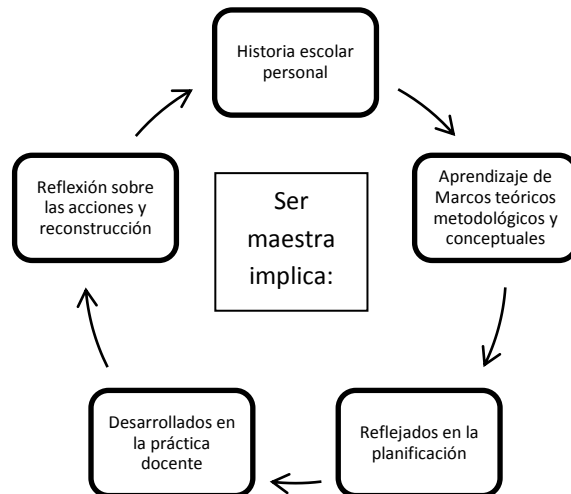 Historia escolar
personal
Aprendizaje de
Marcos teóricos
metodológicos y
conceptuales
Reflejados en la
planificación
Desarrollados en
la práctica
docente
Reflexión sobre
las acciones y
reconstrucción
Ser
maestra
implica: